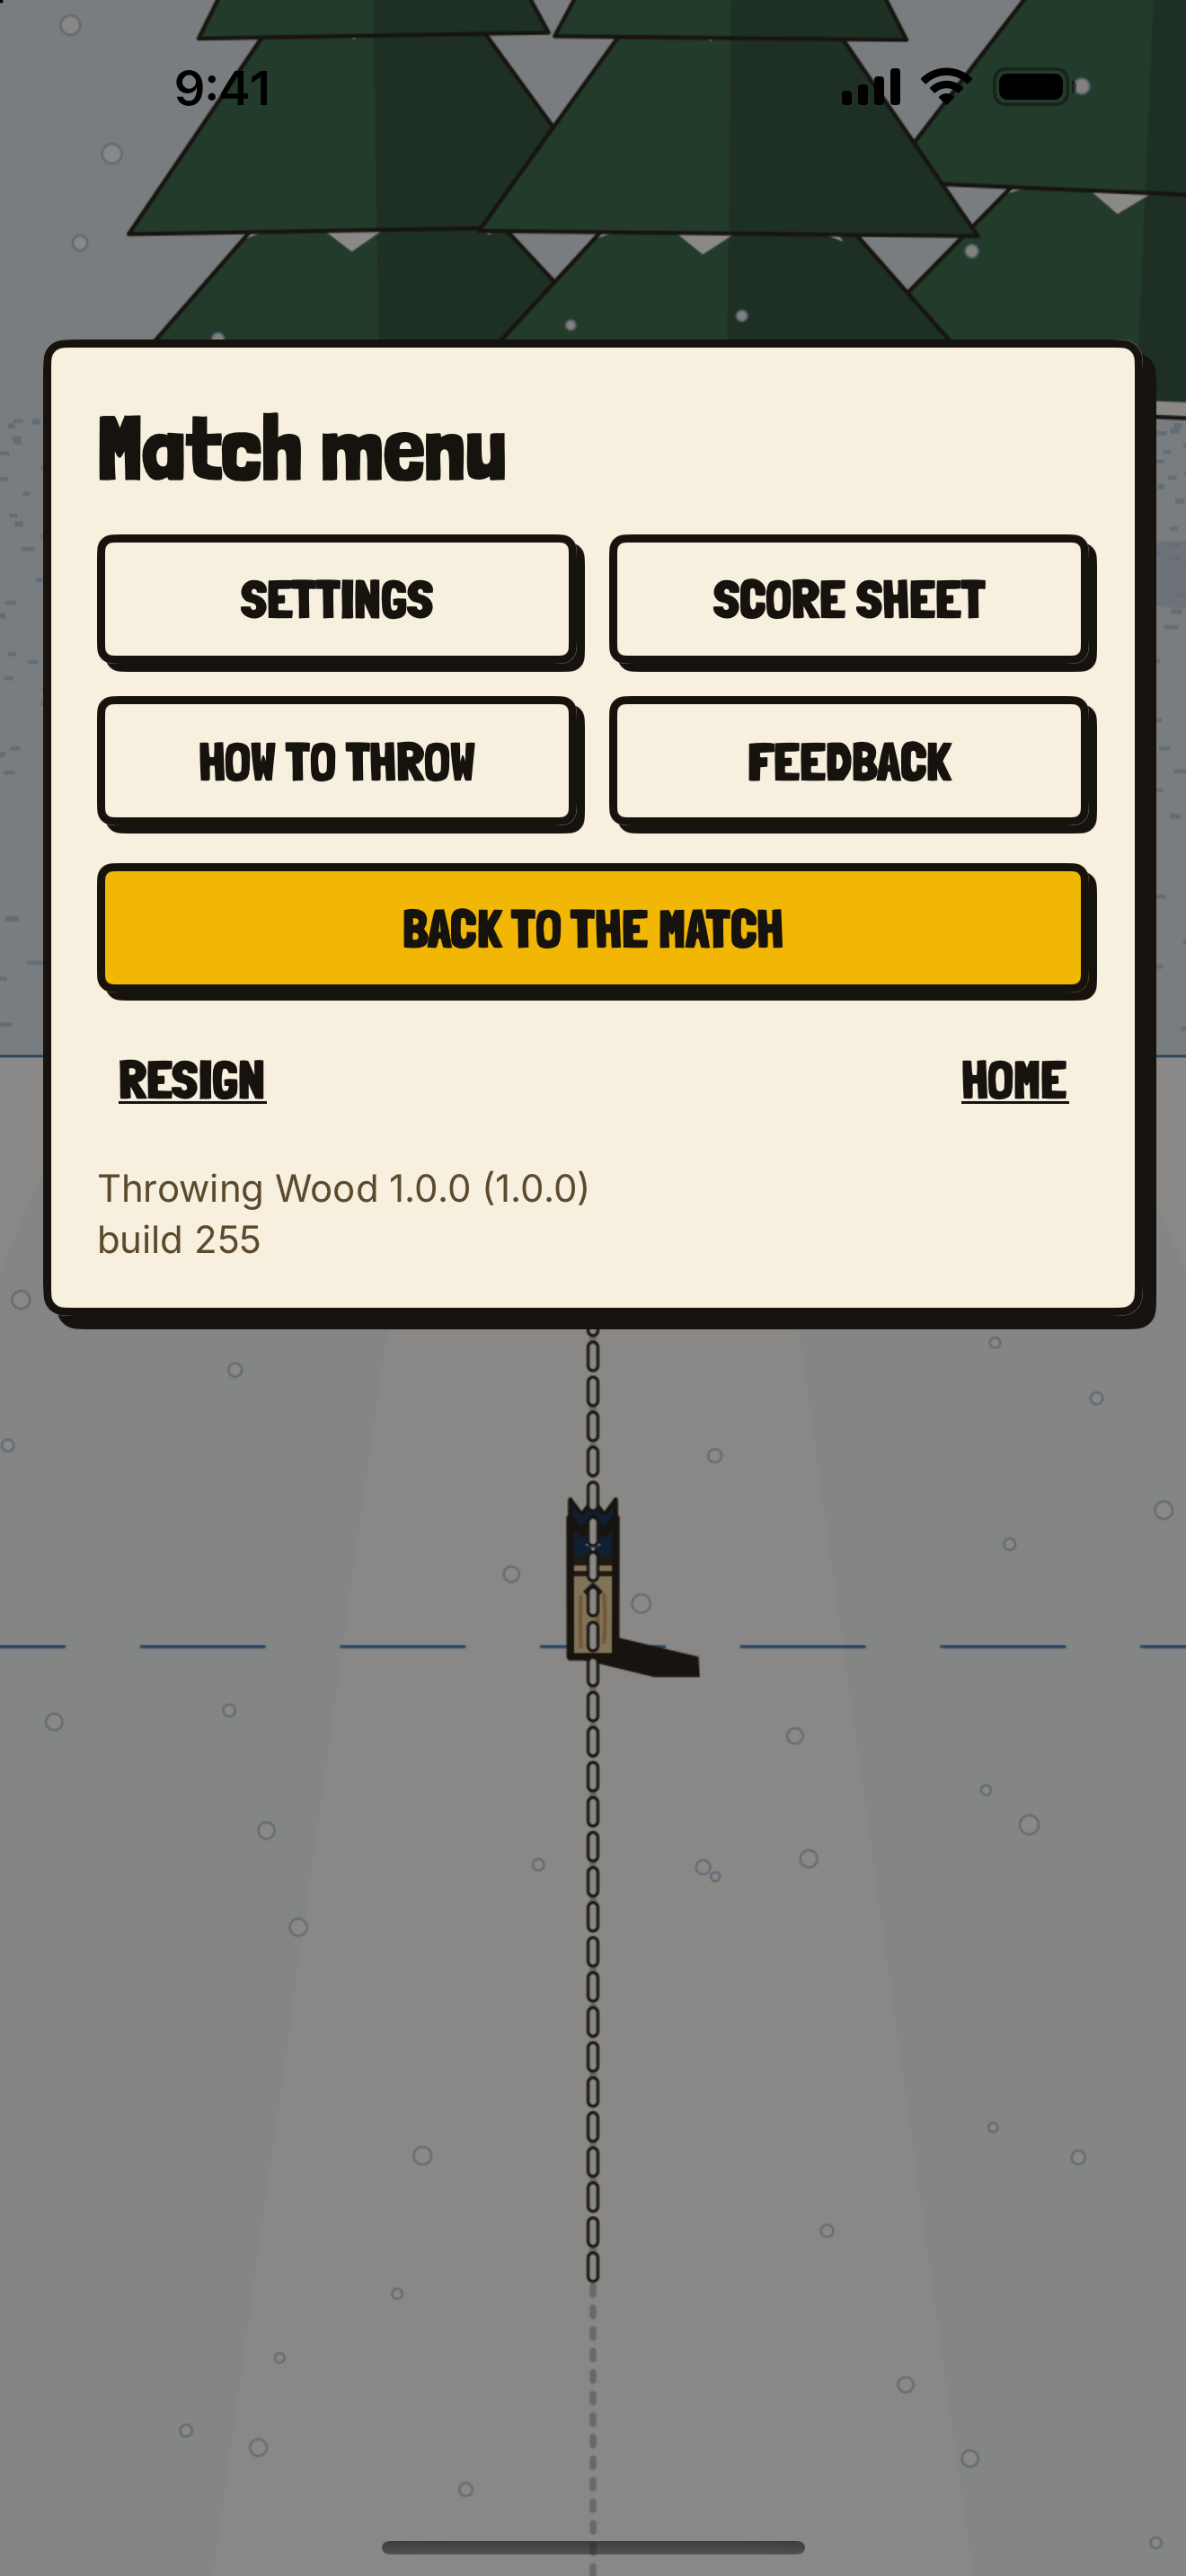 9:41
Match menu
SETTINGS
SCORE SHEET
HOW TO THROW
FEEDBACK
BACK TO THE MATCH
RESIGN
HOME
Throwing Wood 1.0.0 (1.0.0)
build 255